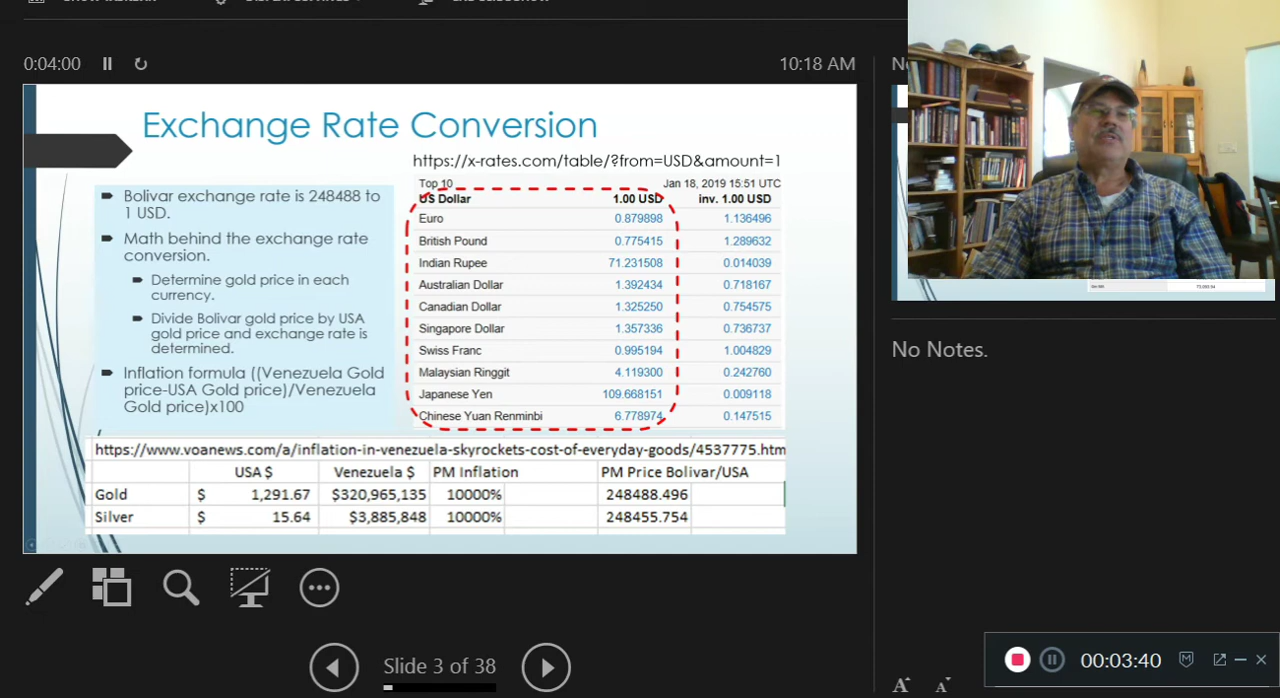 0:04:00
10:18 AM
Exchange Rate Conversion
https://x-rates.com/table/?from=USD&amount=1
Bolivar exchange rate is 248488 to
1 USD.
Math behind the exchange rate
conversion.
Determine gold price in each
currency.
Divide Bolivar gold price by USA
gold price and exchange rate is
determined.
Inflation formula ((Venezuela Gold
price-USA Gold price)/Venezuela
Gold price)x100
Top 10 Jan 18, 2019 15:51 UTC
US Dollar 1.00 USD inv. 1.00 USD
Euro 0.879898 1.136496
British Pound 0.775415 1.289632
Indian Rupee 71.231508 0.014039
Australian Dollar 1.392434 0.718167
Canadian Dollar 1.325250 0.754575
Singapore Dollar 1.357336 0.736737
Swiss Franc 0.995194 1.004829
Malaysian Ringgit 4.119300 0.242760
Japanese Yen 109.668151 0.009118
Chinese Yuan Renminbi 6.778974 0.147515
https://www.voanews.com/a/inflation-in-venezuela-skyrockets-cost-of-everyday-goods/4537775.htm
USA $ Venezuela $ PM Inflation PM Price Bolivar/USA
Gold $ 1,291.67 $320,965,135 10000% 248488.496
Silver $ 15.64 $3,885,848 10000% 248455.754
No Notes.
Slide 3 of 38
00:03:40
A A